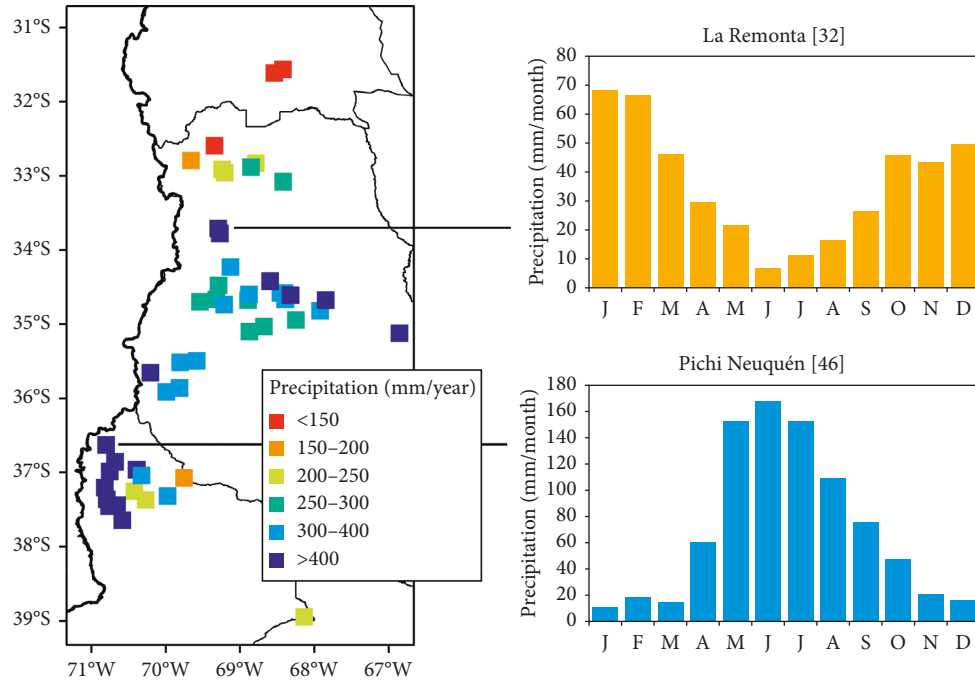 31°S
32°S
33°S
34°S
35°S
36°S
37°S
38°S
39°S
71°W 70°W 69°W 68°W 67°W
Precipitation (mm/year)
<150
150–200
200–250
250–300
300–400
>400
La Remonta [32]
Precipitation (mm/month)
80
70
60
50
40
30
20
10
0
J F M A M J J A S O N D
Pichi Neuquén [46]
Precipitation (mm/month)
180
160
140
120
100
80
60
40
20
0
J F M A M J J A S O N D